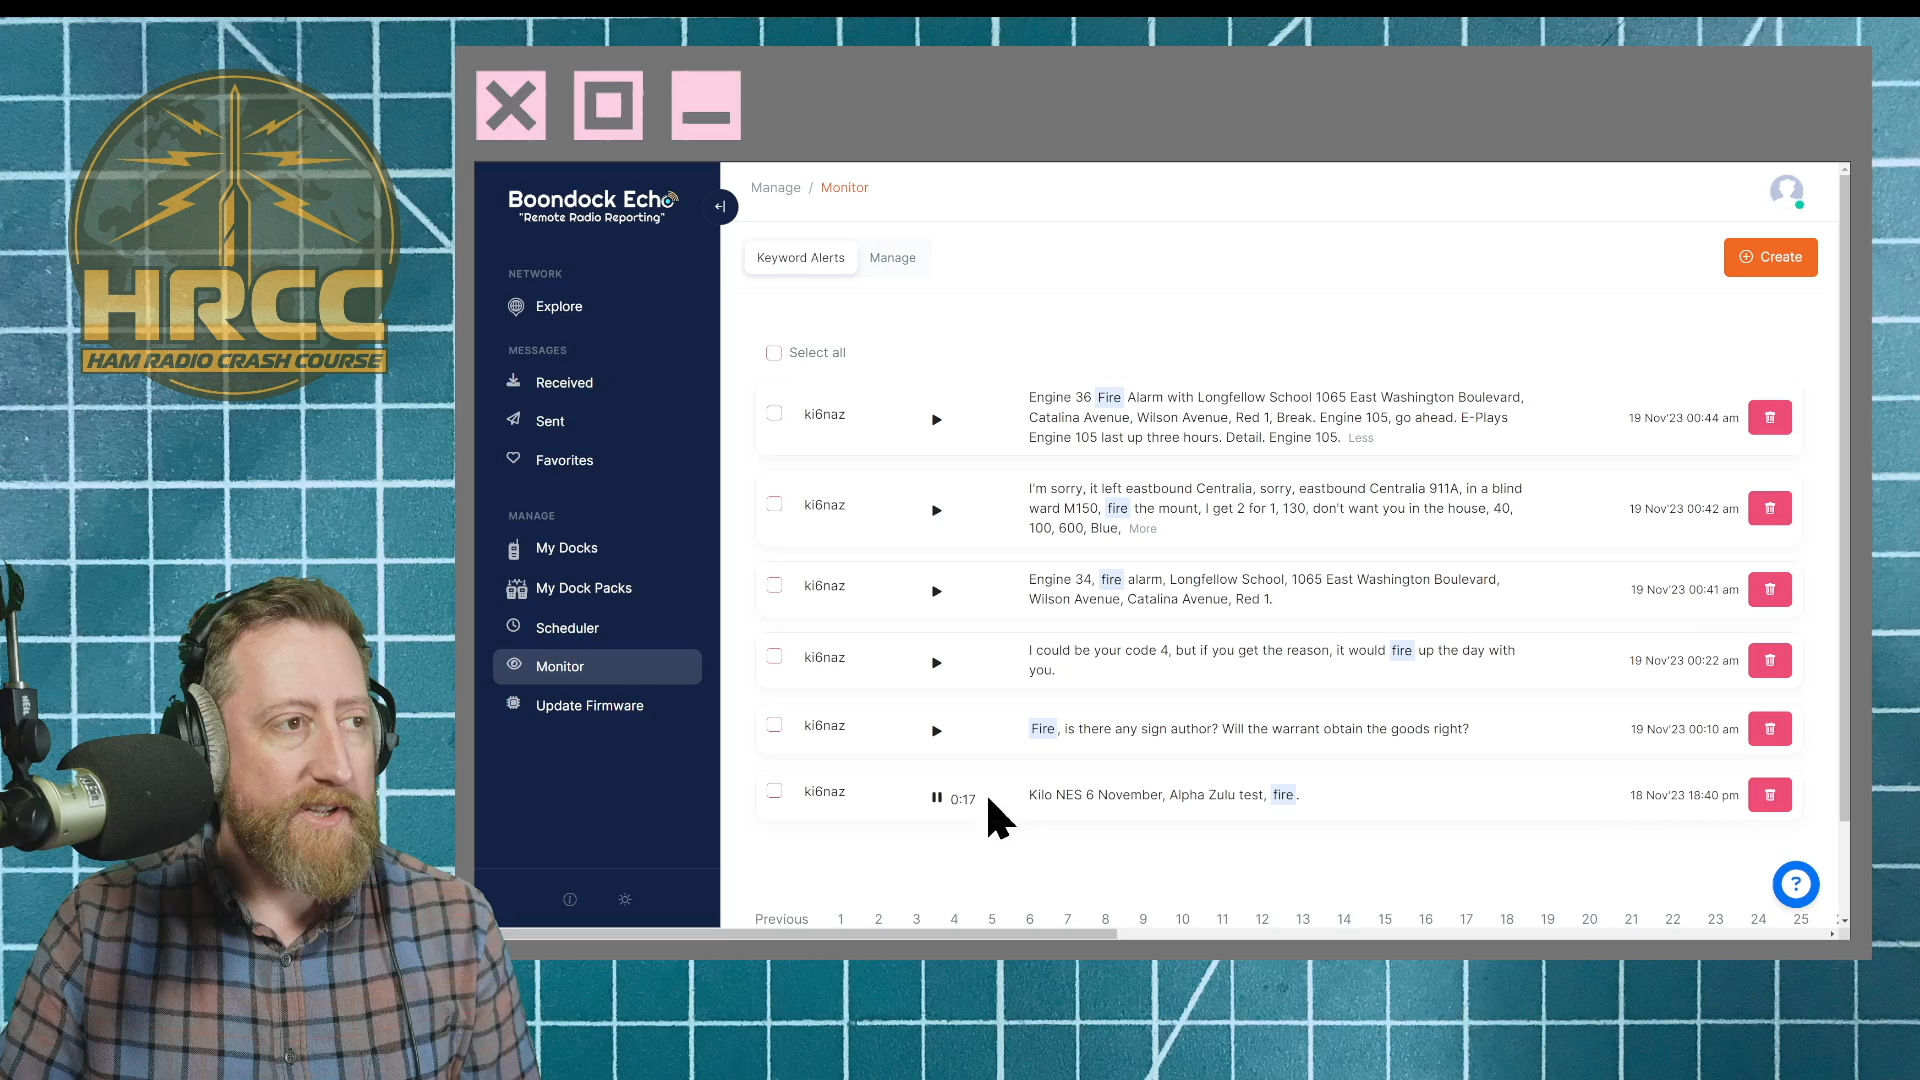 HRCC
HAM RADIO CRASH COURSE
Boondock Echo
"Remote Radio Reporting"
NETWORK
Explore
MESSAGES
Received
Sent
Favorites
MANAGE
My Docks
My Dock Packs
Scheduler
Monitor
Update Firmware
Manage / Monitor
Keyword Alerts
Manage
Create
Select all
ki6naz
Engine 36 Fire Alarm with Longfellow School 1065 East Washington Boulevard,
Catalina Avenue, Wilson Avenue, Red 1, Break. Engine 105, go ahead. E-Plays
Engine 105 last up three hours. Detail. Engine 105. Less
19 Nov'23 00:44 am
ki6naz
I'm sorry, it left eastbound Centralia, sorry, eastbound Centralia 911A, in a blind
ward M150, fire the mount, I get 2 for 1, 130, don't want you in the house, 40,
100, 600, Blue, More
19 Nov'23 00:42 am
ki6naz
Engine 34, fire alarm, Longfellow School, 1065 East Washington Boulevard,
Wilson Avenue, Catalina Avenue, Red 1.
19 Nov'23 00:41 am
ki6naz
I could be your code 4, but if you get the reason, it would fire up the day with
you.
19 Nov'23 00:22 am
ki6naz
Fire, is there any sign author? Will the warrant obtain the goods right?
19 Nov'23 00:10 am
ki6naz
0:17
Kilo NES 6 November, Alpha Zulu test, fire.
18 Nov'23 18:40 pm
?
Previous 1 2 3 4 5 6 7 8 9 10 11 12 13 14 15 16 17 18 19 20 21 22 23 24 25